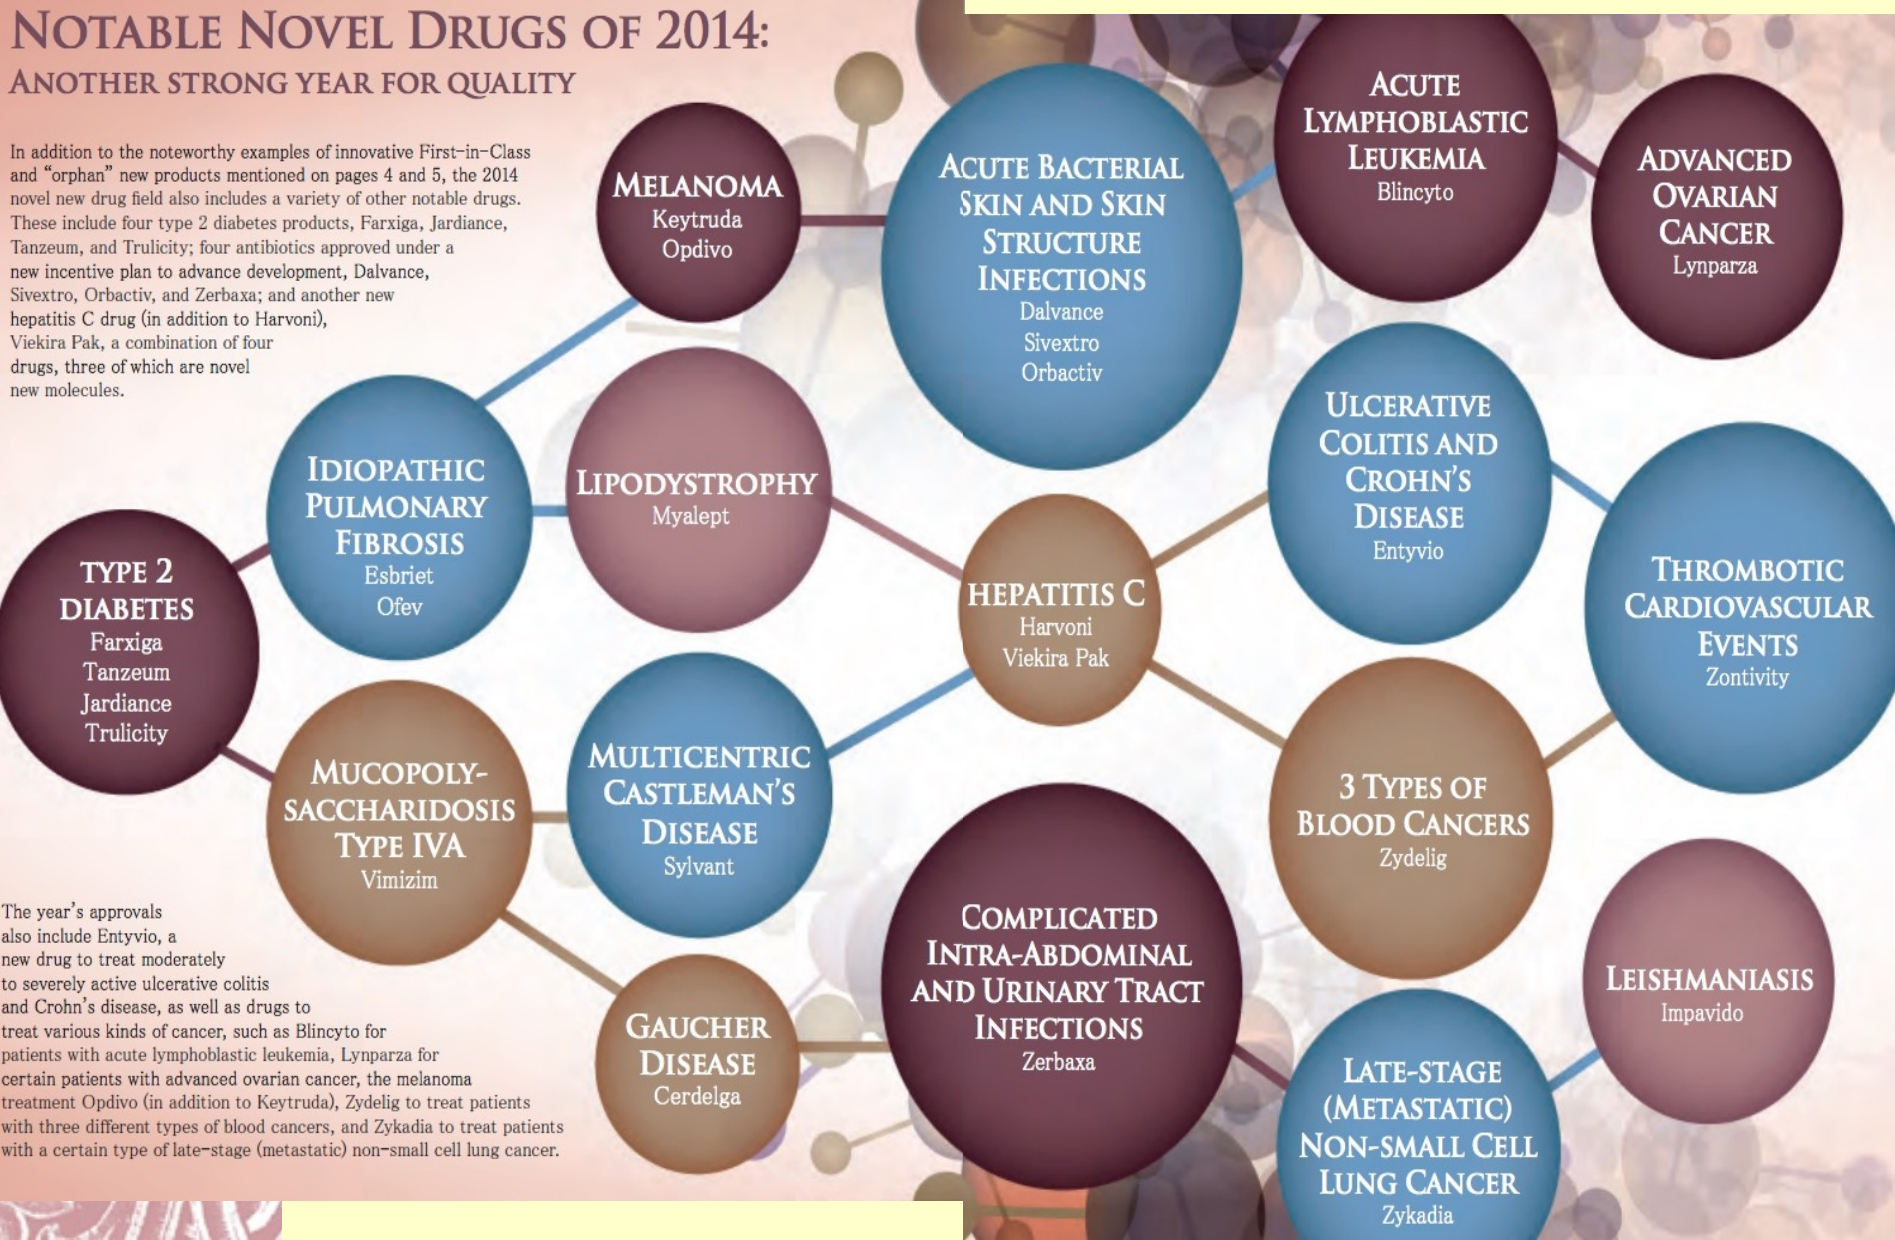 NOTABLE NOVEL DRUGS OF 2014:
ANOTHER STRONG YEAR FOR QUALITY
In addition to the noteworthy examples of innovative First-in-Class
and “orphan” new products mentioned on pages 4 and 5, the 2014
novel new drug field also includes a variety of other notable drugs.
These include four type 2 diabetes products, Farxiga, Jardiance,
Tanzeum, and Trulicity; four antibiotics approved under a
new incentive plan to advance development, Dalvance,
Sivextro, Orbactiv, and Zerbaxa; and another new
hepatitis C drug (in addition to Harvoni),
Viekira Pak, a combination of four
drugs, three of which are novel
new molecules.
MELANOMA
Keytruda
Opdivo
ACUTE BACTERIAL
SKIN AND SKIN
STRUCTURE
INFECTIONS
Dalvance
Sivextro
Orbactiv
ACUTE
LYMPHOBLASTIC
LEUKEMIA
Blincyto
ADVANCED
OVARIAN
CANCER
Lynparza
IDIOPATHIC
PULMONARY
FIBROSIS
Esbriet
Ofev
LIPODYSTROPHY
Myalept
ULCERATIVE
COLITIS AND
CROHN’S
DISEASE
Entyvio
TYPE 2
DIABETES
Farxiga
Tanzeum
Jardiance
Trulicity
HEPATITIS C
Harvoni
Viekira Pak
THROMBOTIC
CARDIOVASCULAR
EVENTS
Zontivity
MUCOPOLY-
SACCHARIDOSIS
TYPE IVA
Vimizim
MULTICENTRIC
CASTLEMAN’S
DISEASE
Sylvant
3 TYPES OF
BLOOD CANCERS
Zydelig
COMPLICATED
INTRA-ABDOMINAL
AND URINARY TRACT
INFECTIONS
Zerbaxa
LEISHMANIASIS
Impavido
GAUCHER
DISEASE
Cerdelga
LATE-STAGE
(METASTATIC)
NON-SMALL CELL
LUNG CANCER
Zykadia
The year’s approvals
also include Entyvio, a
new drug to treat moderately
to severely active ulcerative colitis
and Crohn’s disease, as well as drugs to
treat various kinds of cancer, such as Blincyto for
patients with acute lymphoblastic leukemia, Lynparza for
certain patients with advanced ovarian cancer, the melanoma
treatment Opdivo (in addition to Keytruda), Zydelig to treat patients
with three different types of blood cancers, and Zykadia to treat patients
with a certain type of late-stage (metastatic) non-small cell lung cancer.